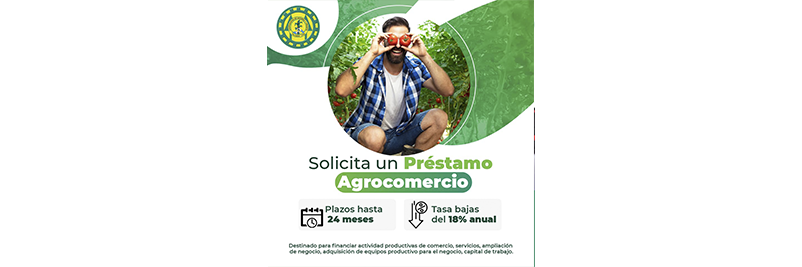 Solicita un Préstamo
Agrocomercio
Plazos hasta
24 meses
Tasa bajas
del 18% anual
Destinado para financiar actividad productivas de comercio, servicios, ampliación
de negocio, adquisición de equipos productivo para el negocio, capital de trabajo.